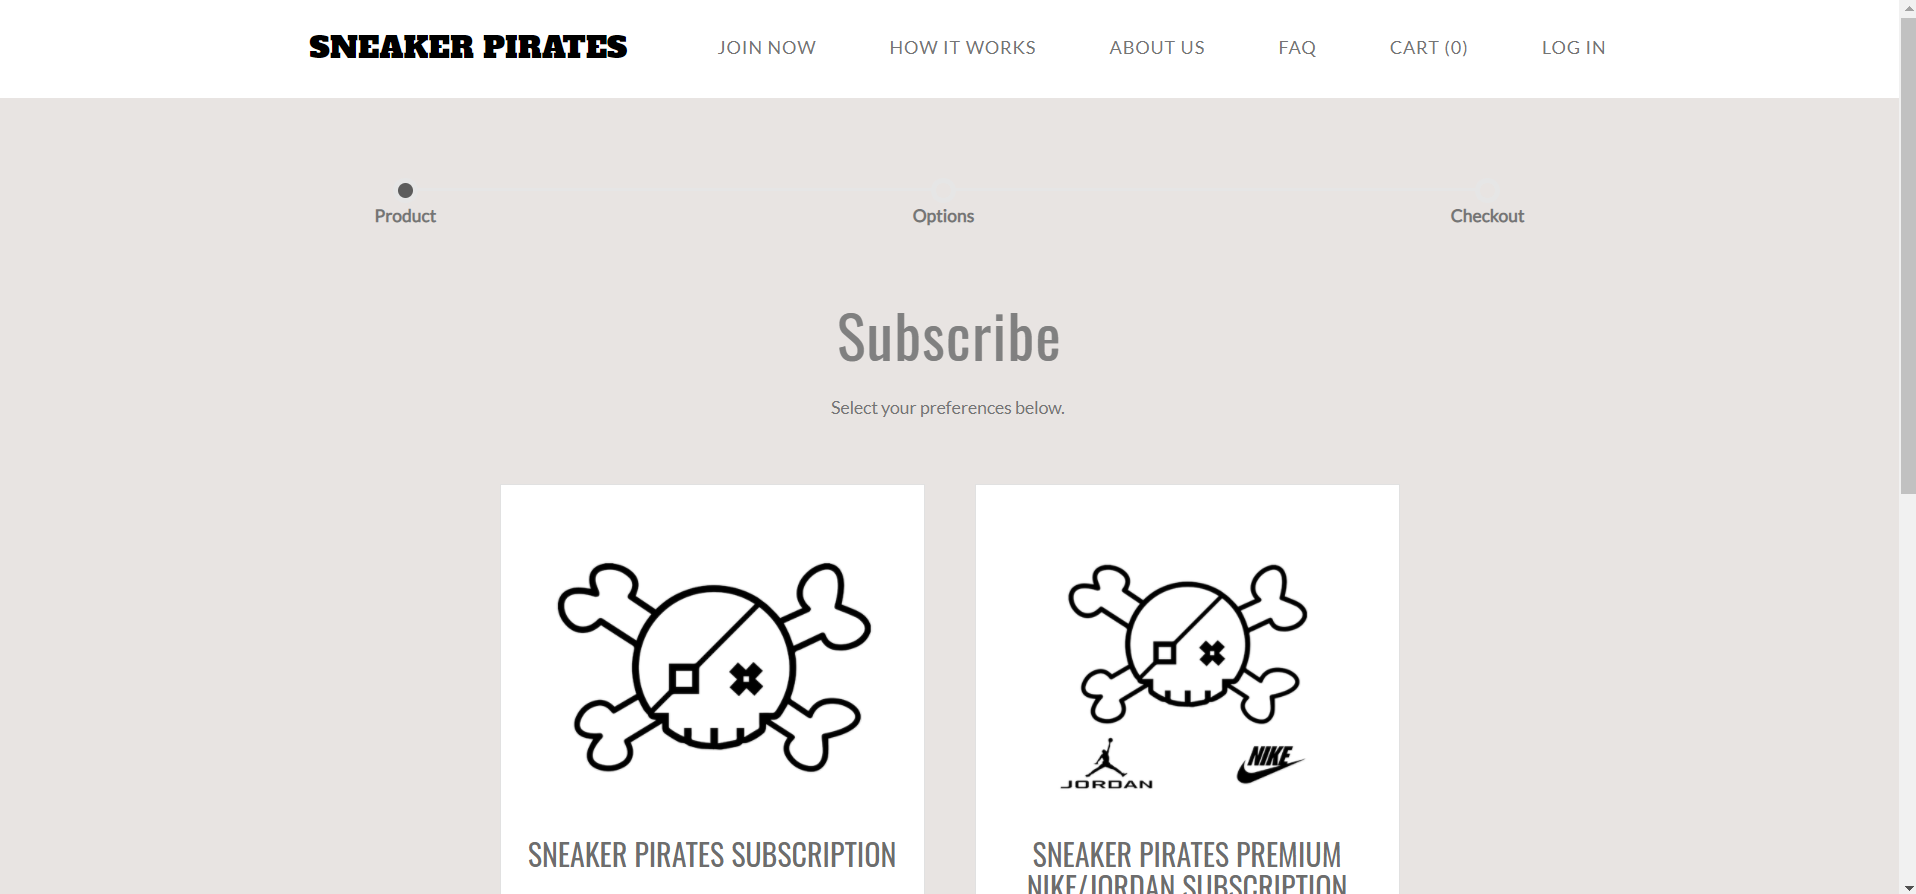 SNEAKER PIRATES JOIN NOW HOW IT WORKS ABOUT US FAQ CART (0) LOG IN
Product Options Checkout
Subscribe
Select your preferences below.
JORDAN NIKE
SNEAKER PIRATES SUBSCRIPTION
SNEAKER PIRATES PREMIUM
NIKE/JORDAN SUBSCRIPTION